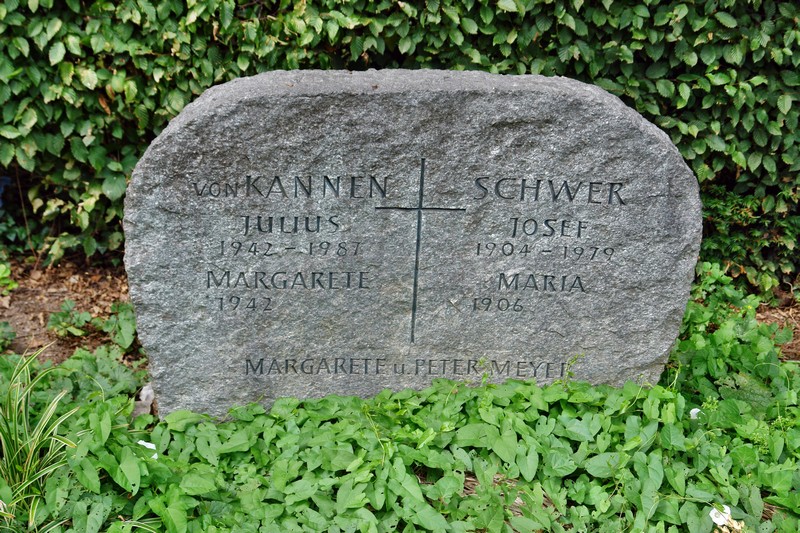 VON KANNEN
JULIUS
1942 - 1987
MARGARETE
1942
SCHWER
JOSEF
1904 - 1979
MARIA
1906
MARGARETE u. PETER MEYER